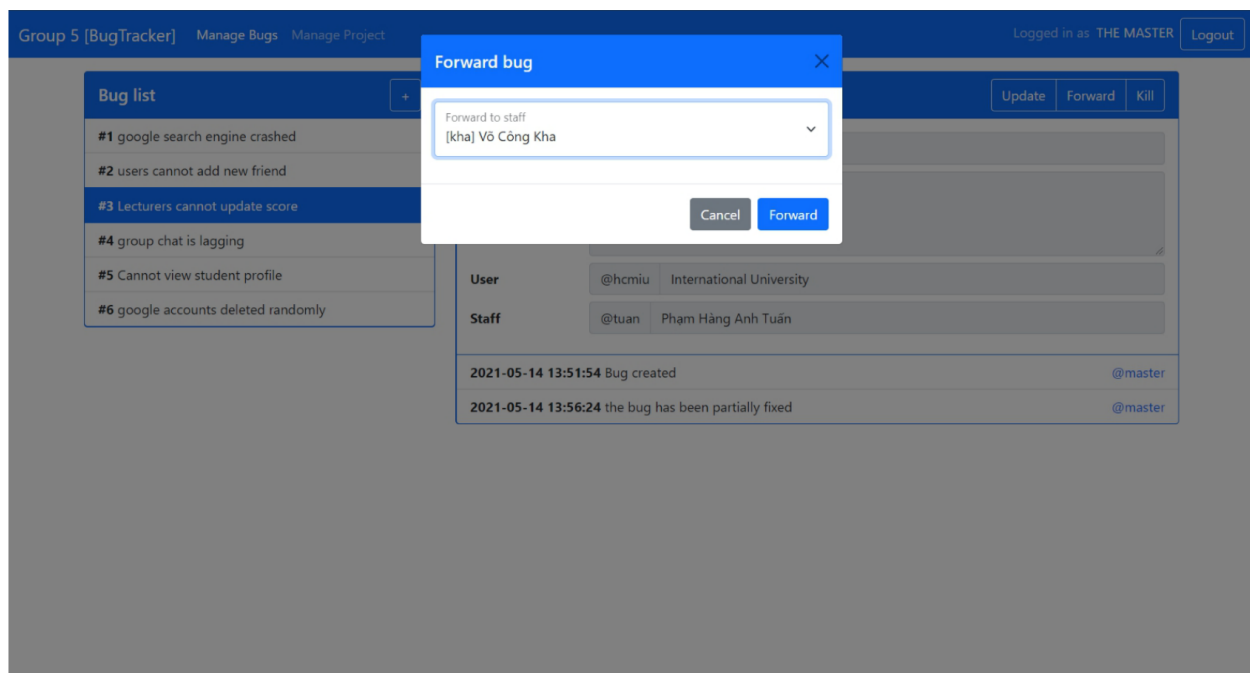 Group 5 [BugTracker] Manage Bugs Manage Project Logged in as THE MASTER Logout
Forward bug
Forward to staff
[kha] Võ Công Kha
Cancel Forward
Bug list +
#1 google search engine crashed
#2 users cannot add new friend
#3 Lecturers cannot update score
#4 group chat is lagging
#5 Cannot view student profile
#6 google accounts deleted randomly
Update Forward Kill
User @hcmiu International University
Staff @tuan Phạm Hàng Anh Tuấn
2021-05-14 13:51:54 Bug created @master
2021-05-14 13:56:24 the bug has been partially fixed @master